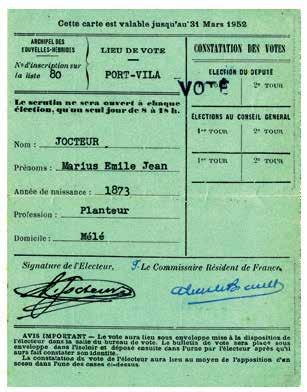 Cette carte est valable jusqu'au 31 Mars 1952
ARCHIPEL DES
NOUVELLES-HÉBRIDES
N° d'inscription sur
la liste 80
LIEU DE VOTE
PORT-VILA
Le scrutin ne sera ouvert à chaque
élection, qu'un seul jour de 8 à 18 h.
Nom : JOCTEUR
Prénoms : Marius Emile Jean
Année de naissance : 1873
Profession : Planteur
Domicile : Mélé
CONSTATATION DES VOTES
ELECTION DU DEPUTÉ
1er TOUR 2e TOUR
VOTÉ
ÉLECTIONS AU CONSEIL GENERAL
1er TOUR 2e TOUR
1er TOUR 2e TOUR
Signature de l'Electeur.
Le Commissaire Résident de France,
AVIS IMPORTANT — Le vote aura lieu sous enveloppe mise à la disposition de
l'électeur dans la salle du bureau de vote. Le bulletin de vote sera placé sous
enveloppe dans l'isoloir et déposé ensuite dans l'urne par l'électeur après qu'il
aura fait constater son identité.
La constatation du vote de l'électeur aura lieu au moyen de l'apposition d'un
sceau dans l'une des cases ci-dessus.